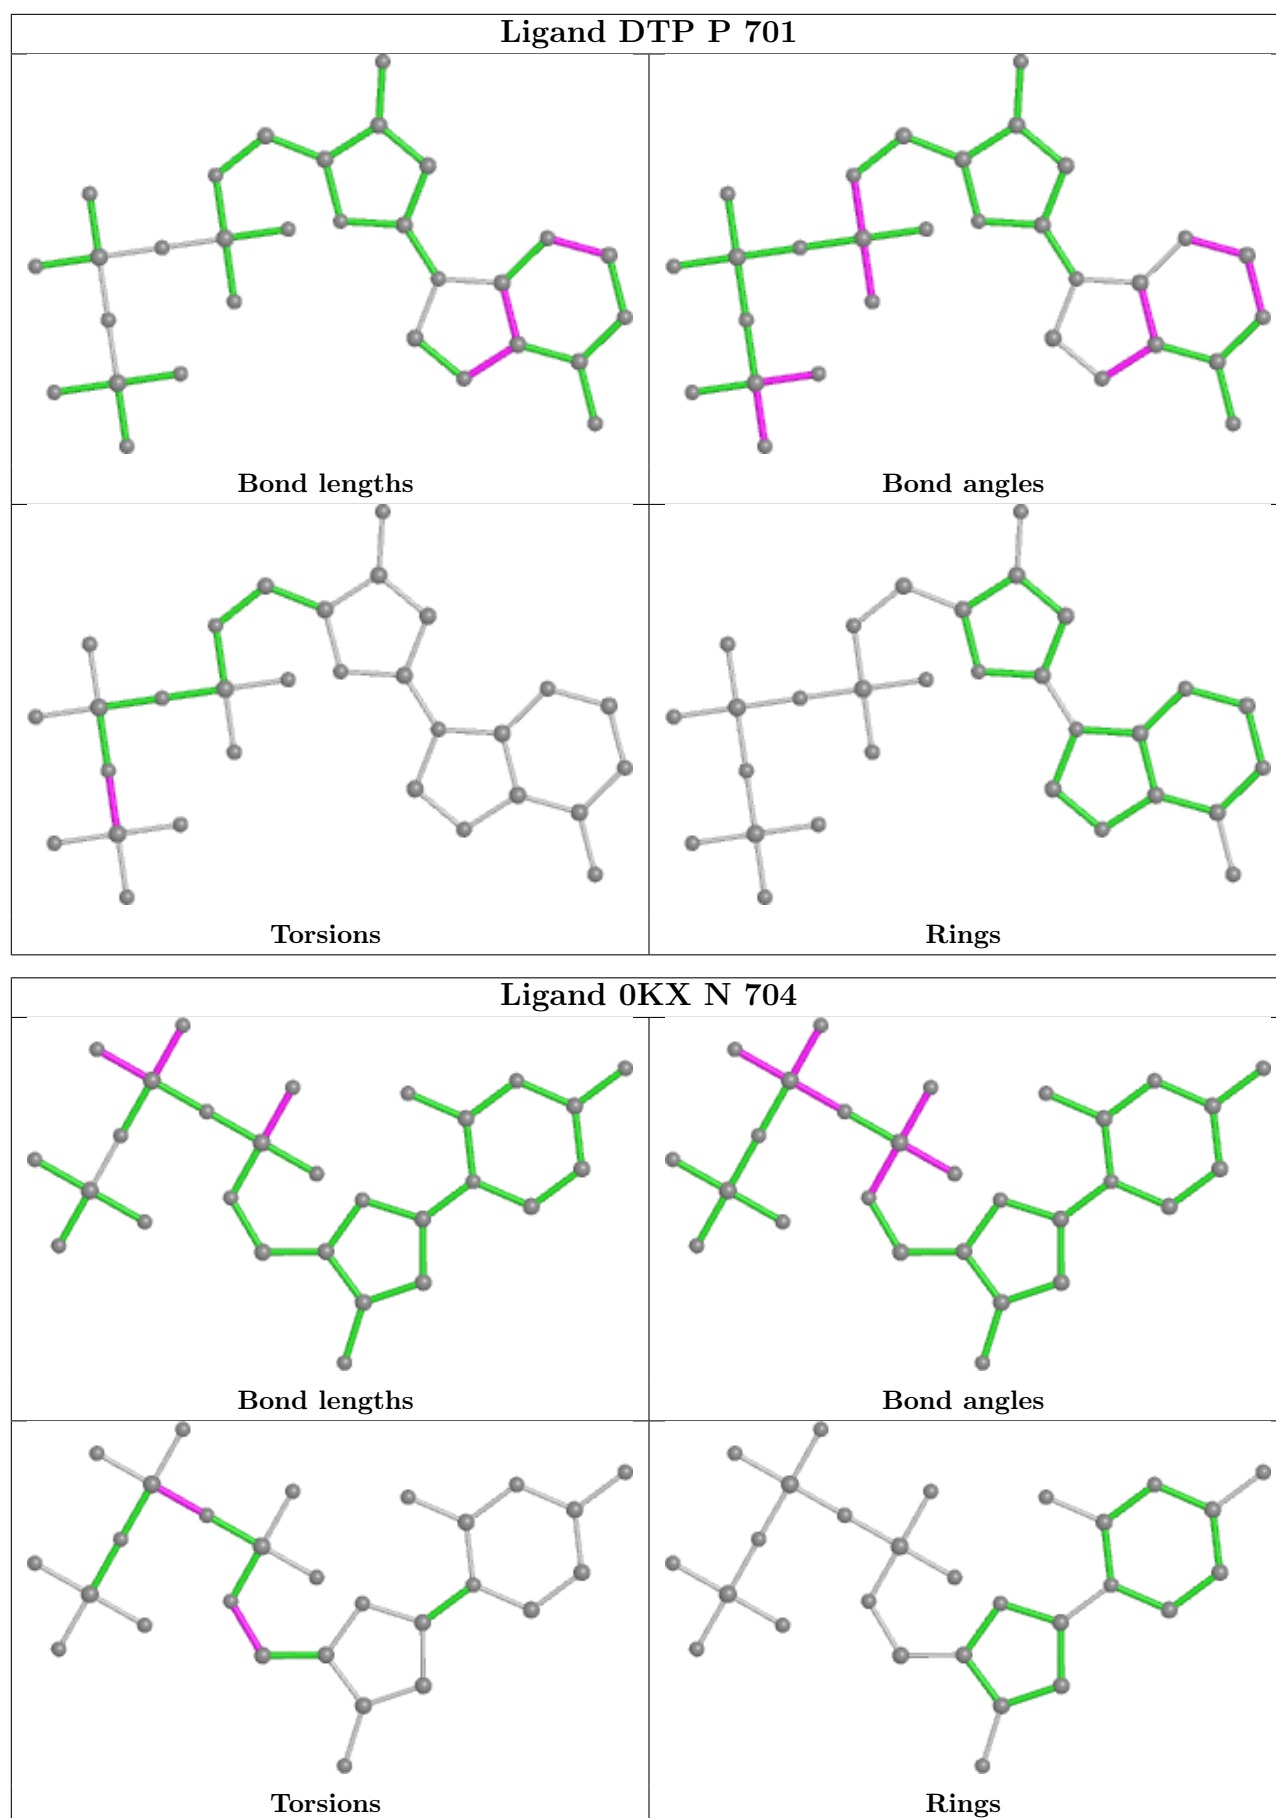 Ligand DTP P 701
Bond lengths
Bond angles
Torsions
Rings
Ligand 0KX N 704
Bond lengths
Bond angles
Torsions
Rings